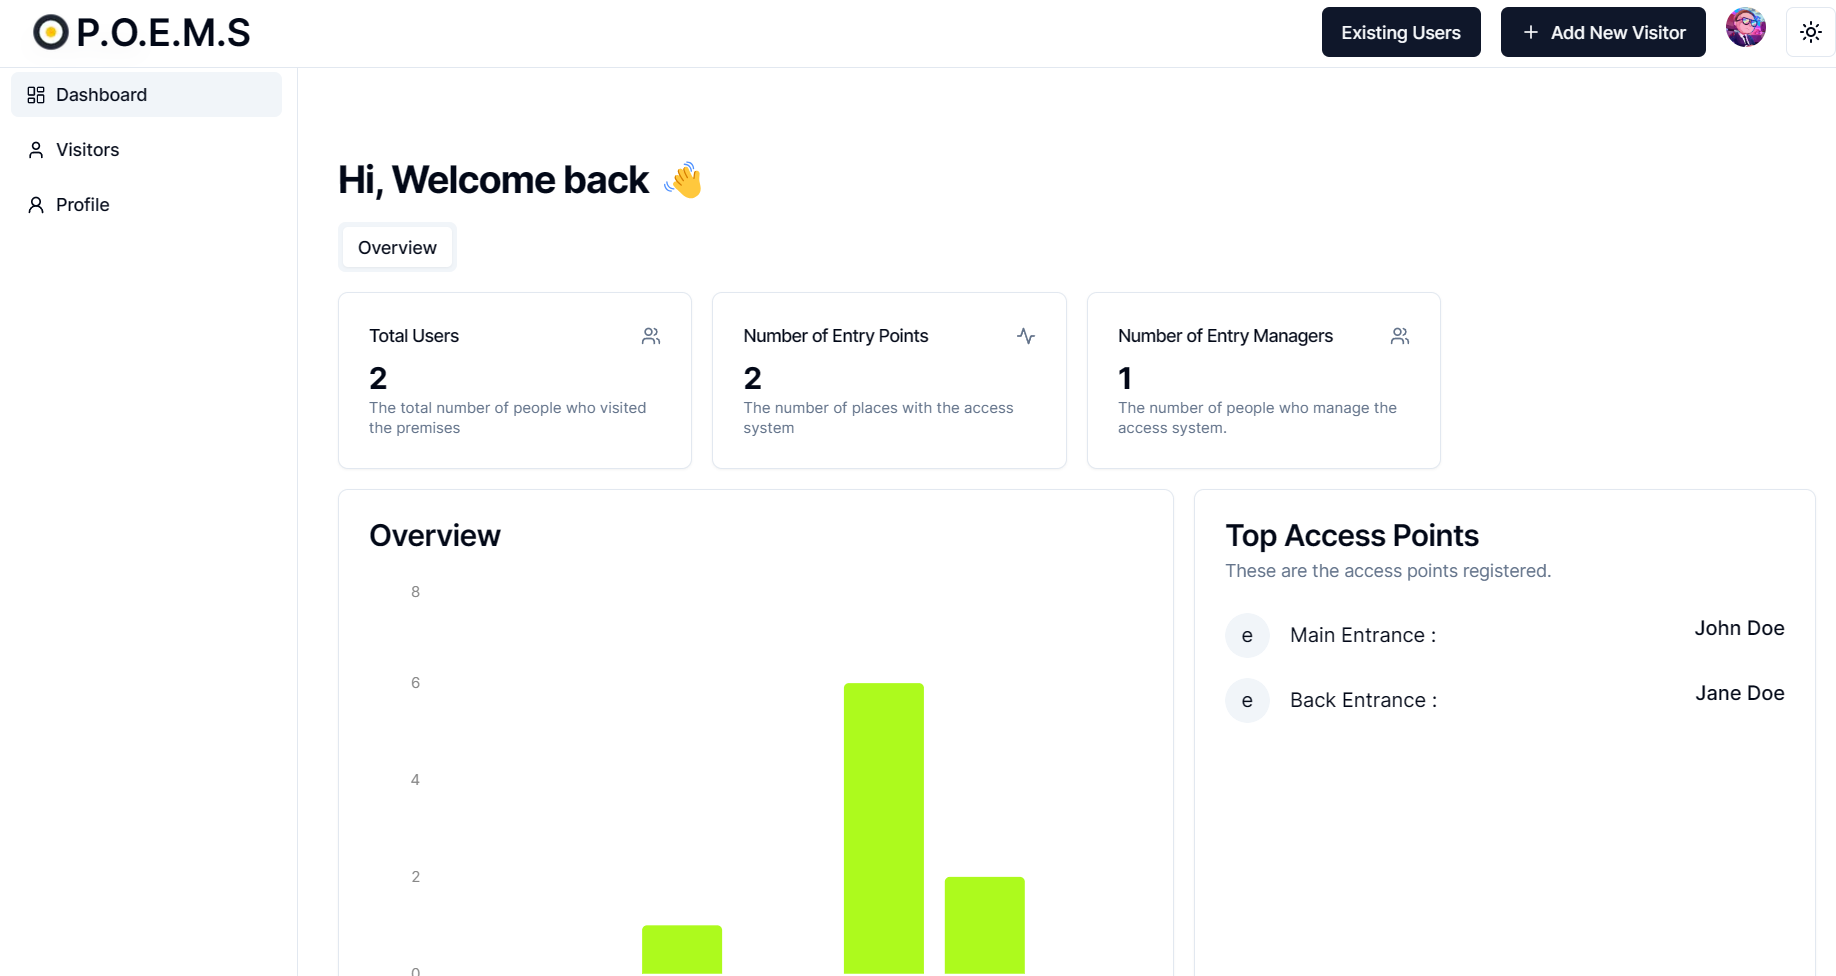 P.O.E.M.S
Existing Users
Add New Visitor
Dashboard
Visitors
Profile
Hi, Welcome back 👋
Overview
Total Users
2
The total number of people who visited
the premises
Number of Entry Points
2
The number of places with the access
system
Number of Entry Managers
1
The number of people who manage the
access system.
Overview
8
6
4
2
0
Top Access Points
These are the access points registered.
e Main Entrance : John Doe
e Back Entrance : Jane Doe